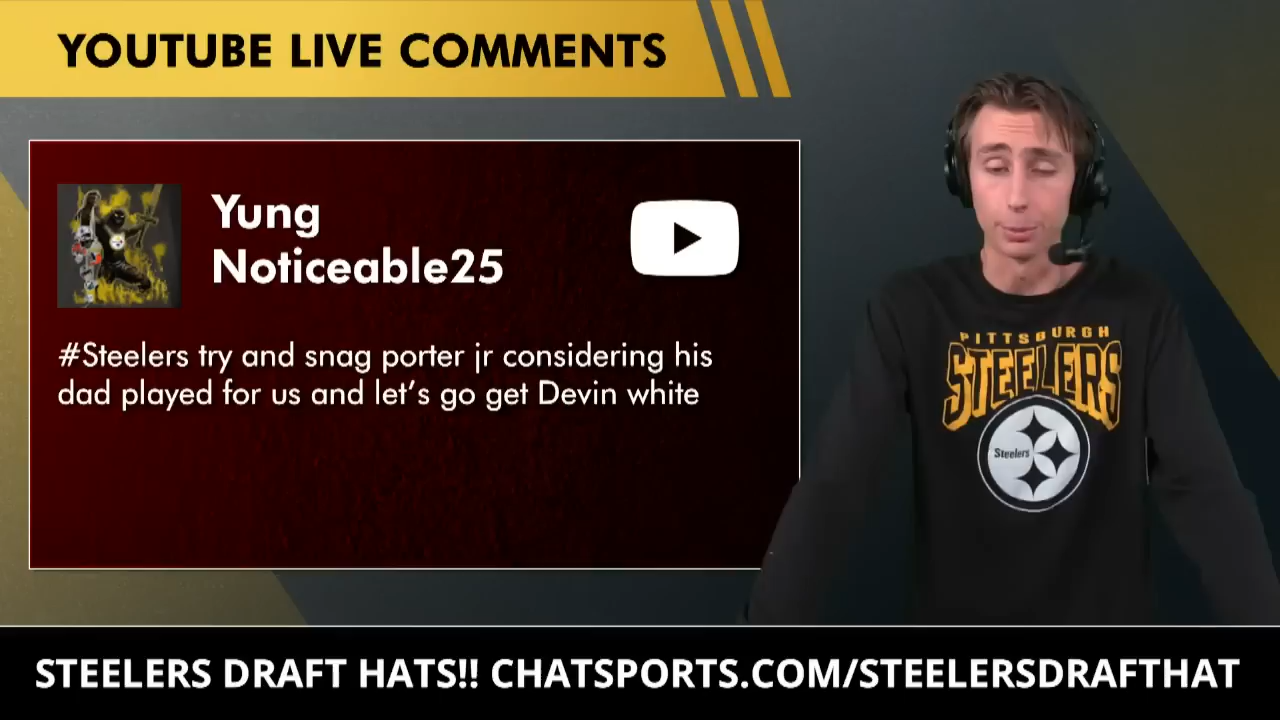 YOUTUBE LIVE COMMENTS
Yung
Noticeable25
#Steelers try and snag porter jr considering his
dad played for us and let's go get Devin white
PITTSBURGH
STEELERS
Steelers
STEELERS DRAFT HATS!! CHATSPORTS.COM/STEELERSDRAFTHAT